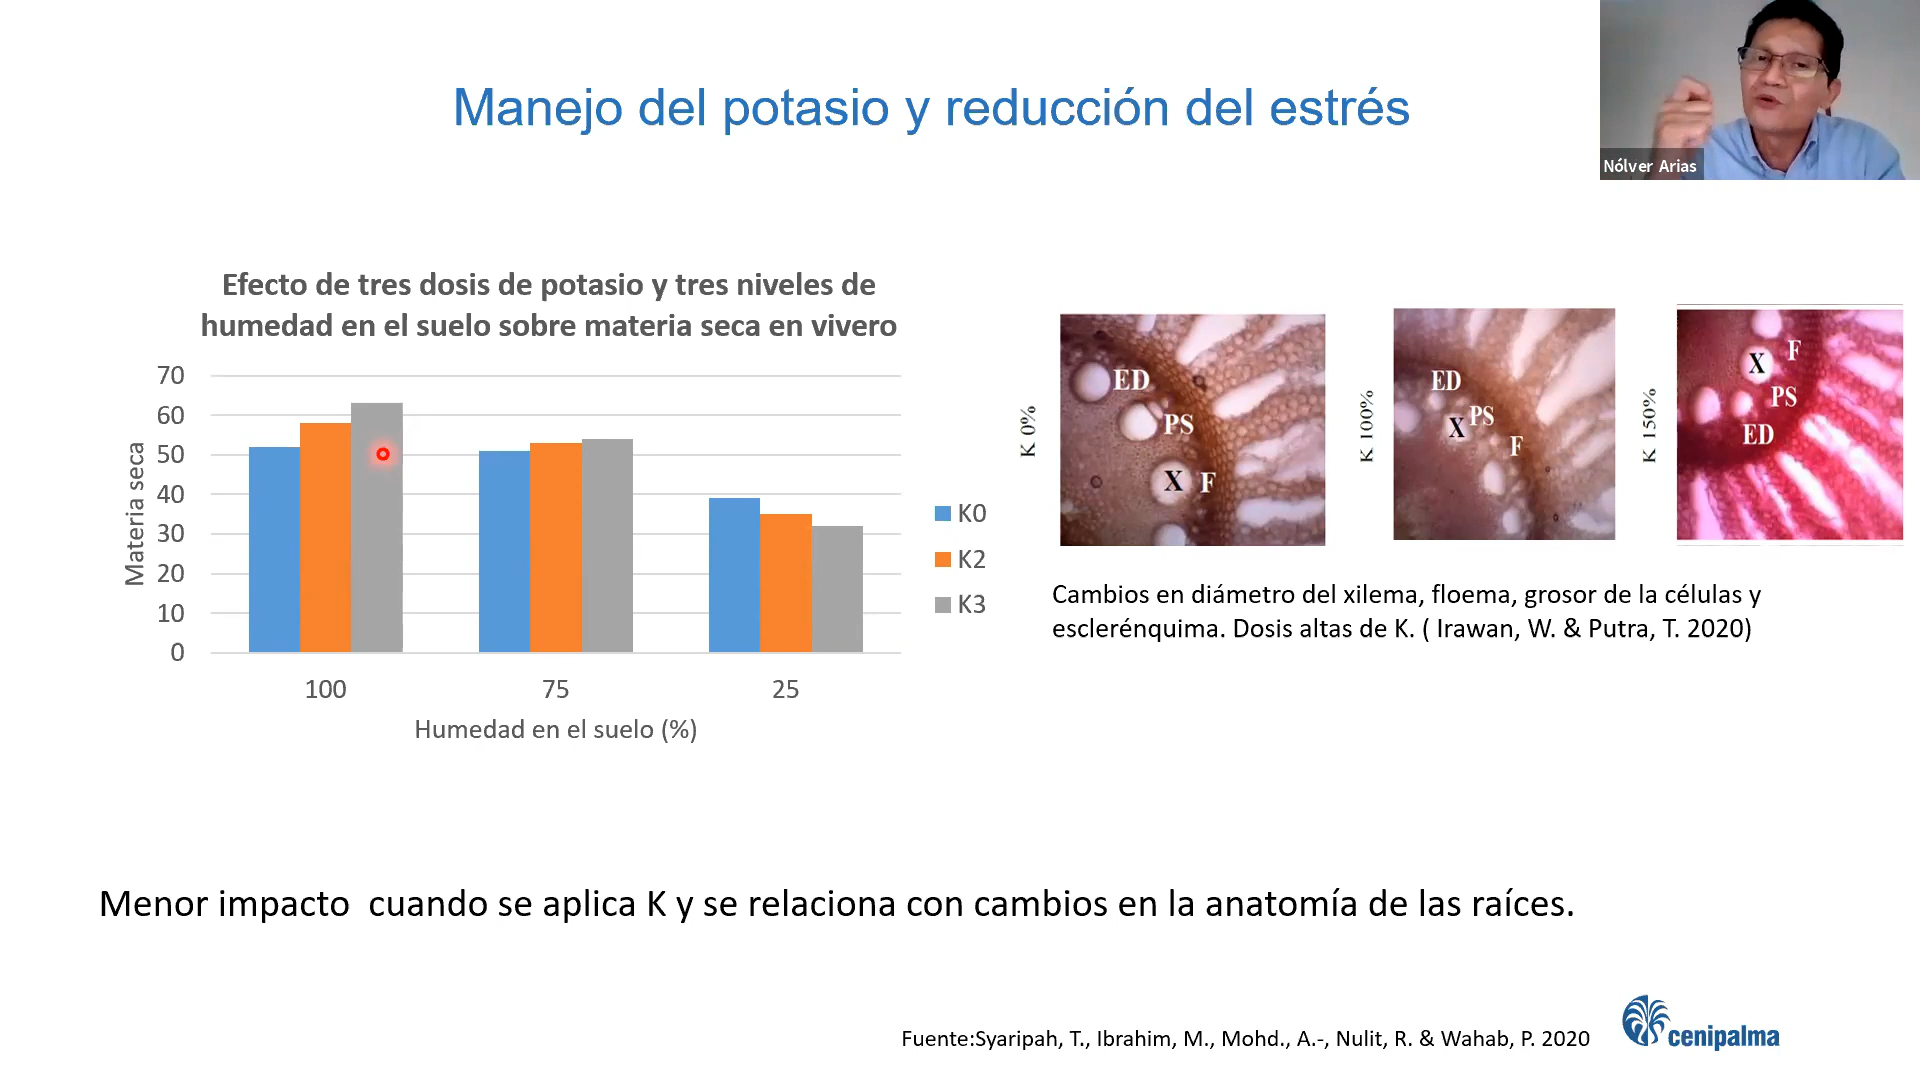 Manejo del potasio y reducción del estrés
Nólver Arias
Efecto de tres dosis de potasio y tres niveles de
humedad en el suelo sobre materia seca en vivero
70
60
50
40
30
20
10
0
Materia seca
100 75 25
Humedad en el suelo (%)
K0
K2
K3
K 0%
ED
PS
X F
K 100%
ED
X PS
F
K 150%
X F
PS
ED
Cambios en diámetro del xilema, floema, grosor de la células y
esclerénquima. Dosis altas de K. ( Irawan, W. & Putra, T. 2020)
Menor impacto  cuando se aplica K y se relaciona con cambios en la anatomía de las raíces.
Fuente:Syaripah, T., Ibrahim, M., Mohd., A.-, Nulit, R. & Wahab, P. 2020
cenipalma